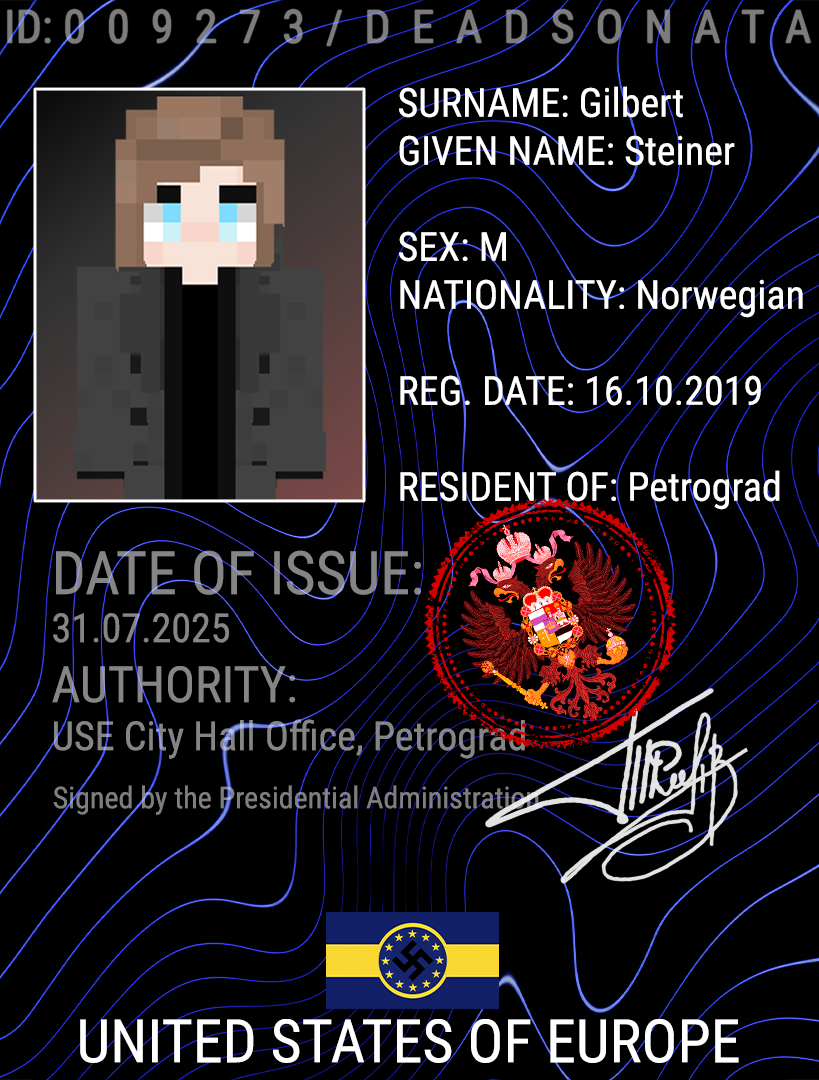 ID: 009273/DEADSONATA
SURNAME: Gilbert
GIVEN NAME: Steiner
SEX: M
NATIONALITY: Norwegian
REG. DATE: 16.10.2019
RESIDENT OF: Petrograd
DATE OF ISSUE:
31.07.2025
AUTHORITY:
USE City Hall Office, Petrograd
Signed by the Presidential Administration
UNITED STATES OF EUROPE